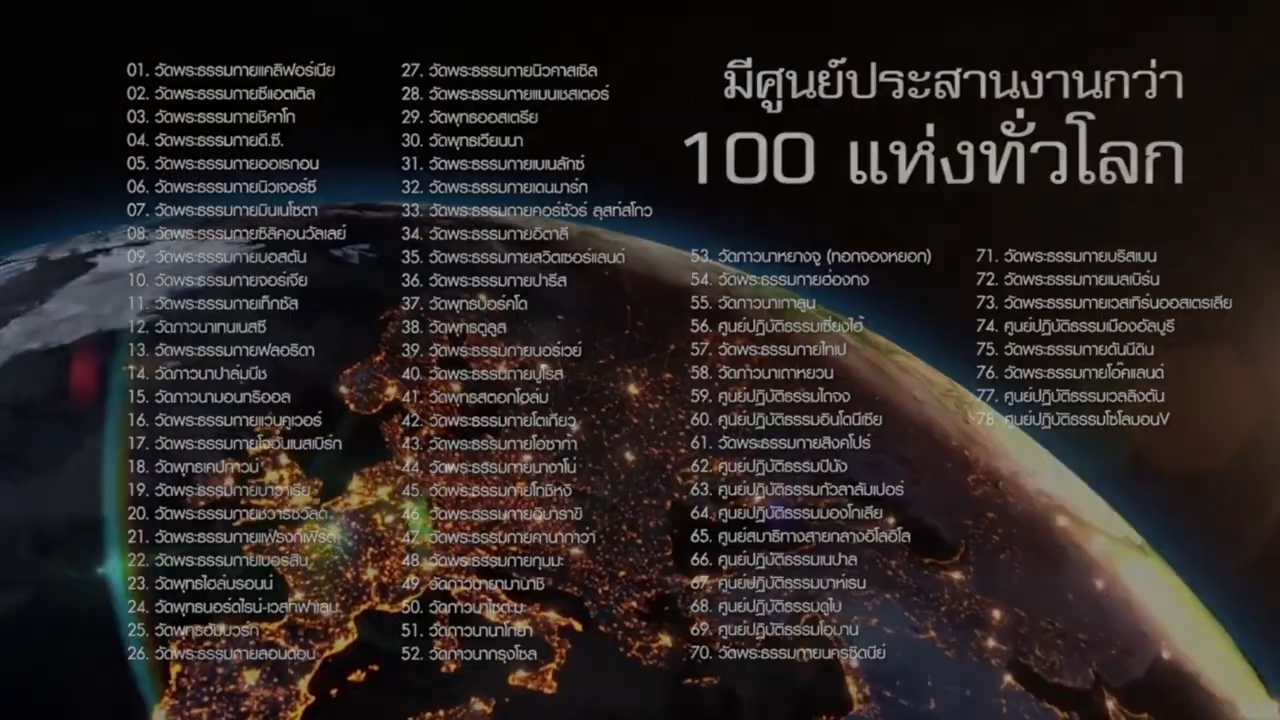 มีศูนย์ประสานงานกว่า
100 แห่งทั่วโลก
01. วัดพระธรรมกายแคลิฟอร์เนีย
02. วัดพระธรรมกายซีแอตเติล
03. วัดพระธรรมกายชิคาโก
04. วัดพระธรรมกายดี.ซี.
05. วัดพระธรรมกายออเรกอน
06. วัดพระธรรมกายนิวเจอร์ซี
07. วัดพระธรรมกายมินเนโซตา
08. วัดพระธรรมกายซิลิคอนวัลเลย์
09. วัดพระธรรมกายบอสตัน
10. วัดพระธรรมกายจอร์เจีย
11. วัดพระธรรมกายเท็กซัส
12. วัดภาวนาเทนเนสซี
13. วัดพระธรรมกายฟลอริดา
14. วัดภาวนาปาล์มบีช
15. วัดภาวนามอนทรีออล
16. วัดพระธรรมกายแวนคูเวอร์
17. วัดพระธรรมกายโจฮันเนสเบิร์ก
18. วัดพุทธเคปทาวน์
19. วัดพระธรรมกายบาวาเรีย
20. วัดพระธรรมกายชวาร์ซวัลด์
21. วัดพระธรรมกายแฟรงก์เฟิร์ต
22. วัดพระธรรมกายเบอร์ลิน
23. วัดพุทธไฮล์บรอนน์
24. วัดพุทธนอร์ดไรน์-เวสท์ฟาเลน
25. วัดพุทธฮัมบวร์ก
26. วัดพระธรรมกายลอนดอน
27. วัดพระธรรมกายนิวคาสเซิล
28. วัดพระธรรมกายแมนเชสเตอร์
29. วัดพุทธออสเตรีย
30. วัดพุทธเวียนนา
31. วัดพระธรรมกายเบเนลักซ์
32. วัดพระธรรมกายเดนมาร์ก
33. วัดพระธรรมกายคอร์ซัวร์ ลุสท์สโกว
34. วัดพระธรรมกายอิตาลี
35. วัดพระธรรมกายสวิตเซอร์แลนด์
36. วัดพระธรรมกายปารีส
37. วัดพุทธบอร์คโด
38. วัดพุทธตูลูส
39. วัดพระธรรมกายนอร์เวย์
40. วัดพระธรรมกายบูโรส
41. วัดพุทธสตอกโฮล์ม
42. วัดพระธรรมกายโตเกียว
43. วัดพระธรรมกายโอซาก้า
44. วัดพระธรรมกายนางาโน่
45. วัดพระธรรมกายโทชิหงิ
46. วัดพระธรรมกายอิบารากิ
47. วัดพระธรรมกายคานากาว่า
48. วัดพระธรรมกายกุมมะ
49. วัดภาวนายามานาชิ
50. วัดภาวนาไซตะมะ
51. วัดภาวนานาโกย่า
52. วัดภาวนากรุงโซล
53. วัดภาวนาหยางจู (ทอกจองหยอก)
54. วัดพระธรรมกายฮ่องกง
55. วัดภาวนาเกาลูน
56. ศูนย์ปฏิบัติธรรมเซี่ยงไฮ้
57. วัดพระธรรมกายไทเป
58. วัดภาวนาเถาหยวน
59. ศูนย์ปฏิบัติธรรมไถจง
60. ศูนย์ปฏิบัติธรรมอินโดนีเซีย
61. วัดพระธรรมกายสิงคโปร์
62. ศูนย์ปฏิบัติธรรมปีนัง
63. ศูนย์ปฏิบัติธรรมกัวลาลัมเปอร์
64. ศูนย์ปฏิบัติธรรมมองโกเลีย
65. ศูนย์สมาธิทางสายกลางอิโลอิโล
66. ศูนย์ปฏิบัติธรรมเนปาล
67. ศูนย์ปฏิบัติธรรมบาห์เรน
68. ศูนย์ปฏิบัติธรรมดูไบ
69. ศูนย์ปฏิบัติธรรมโอมาน
70. วัดพระธรรมกายนครซิดนีย์
71. วัดพระธรรมกายบริสเบน
72. วัดพระธรรมกายเมลเบิร์น
73. วัดพระธรรมกายเวสเทิร์นออสเตรเลีย
74. ศูนย์ปฏิบัติธรรมเมืองอัลบูรี
75. วัดพระธรรมกายดันนีดิน
76. วัดพระธรรมกายโอ๊คแลนด์
77. ศูนย์ปฏิบัติธรรมเวลลิงตัน
78. ศูนย์ปฏิบัติธรรมโซโลมอนV